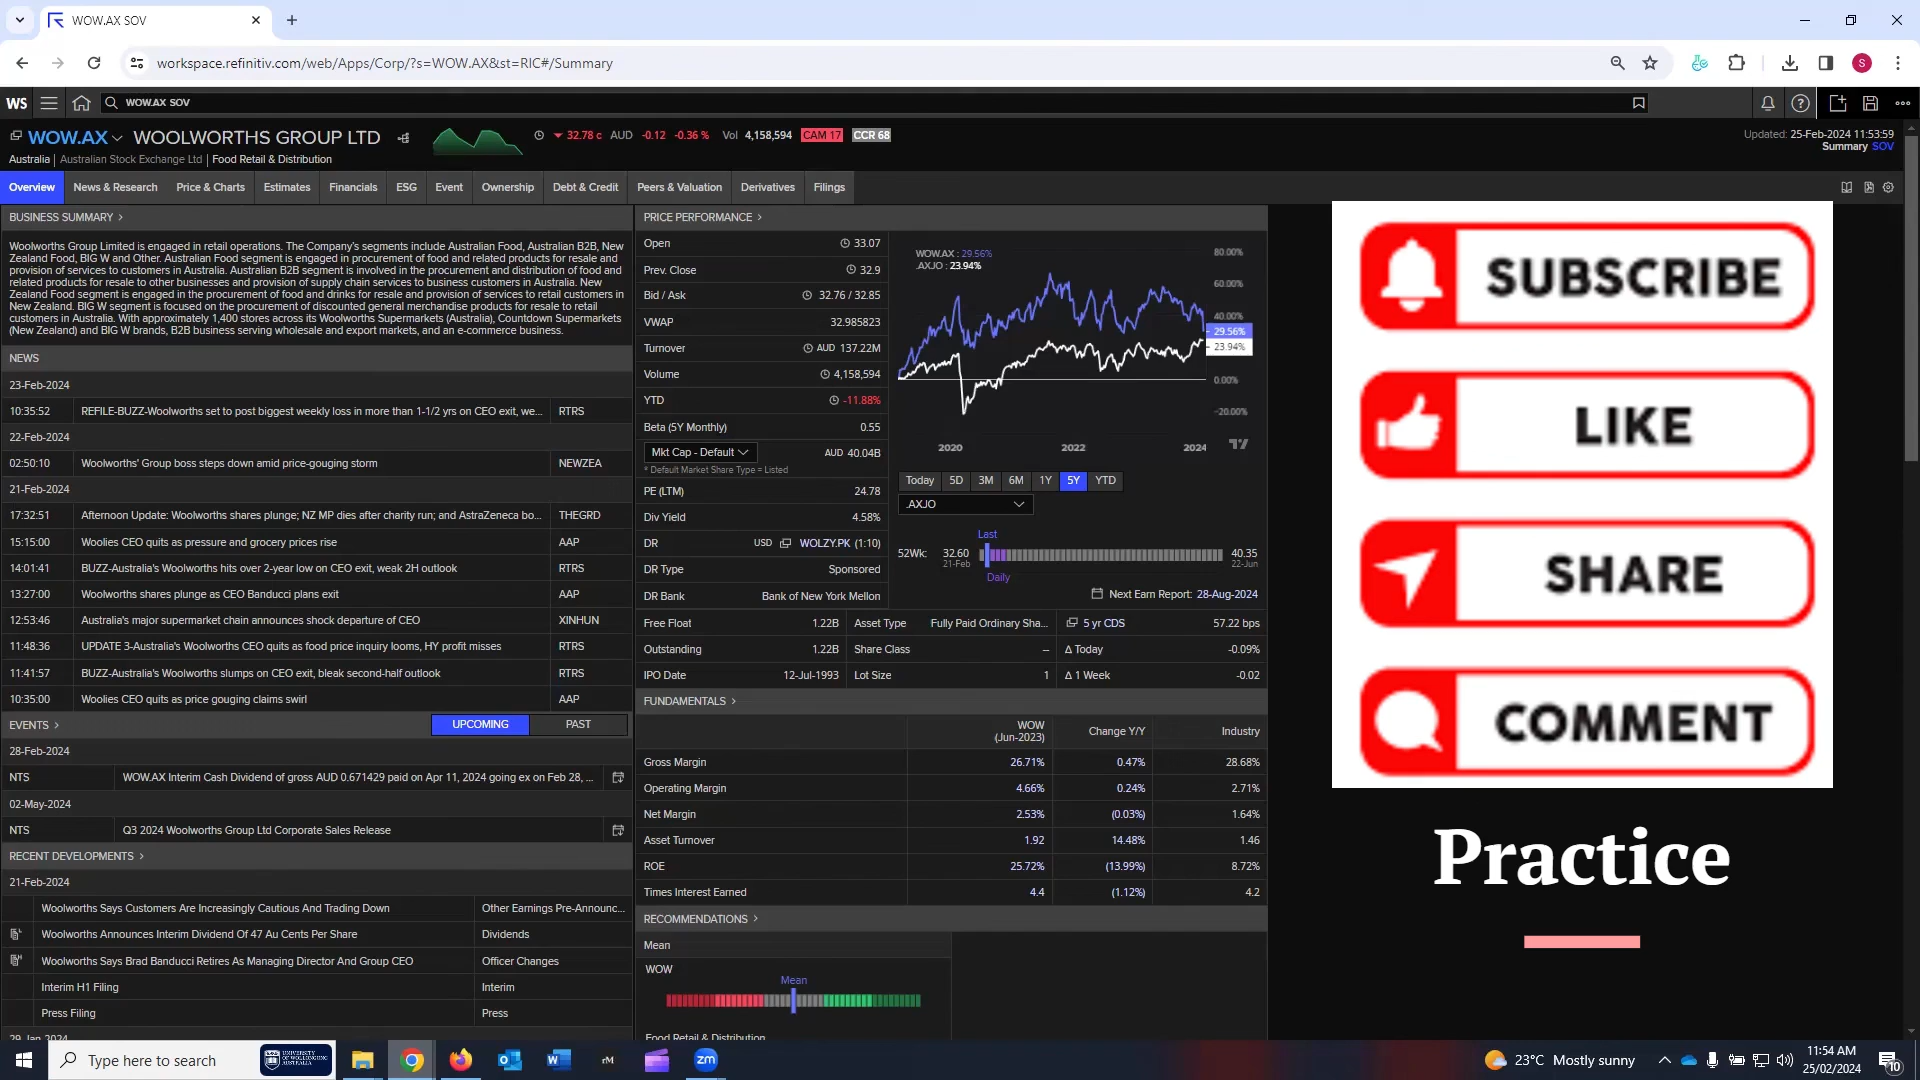 WOW.AX SOV
workspace.refinitiv.com/web/Apps/Corp/?s=WOW.AX&st=RIC#/Summary
S
WS
WOW.AX SOV
WOW.AX WOOLWORTHS GROUP LTD
32.78 c AUD -0.12 -0.36 % Vol 4,158,594 CAM 17 CCR 68
Updated: 25-Feb-2024 11:53:59
Summary SOV
Australia | Australian Stock Exchange Ltd | Food Retail & Distribution
Overview News & Research Price & Charts Estimates Financials ESG Event Ownership Debt & Credit Peers & Valuation Derivatives Filings
BUSINESS SUMMARY >
Woolworths Group Limited is engaged in retail operations. The Company's segments include Australian Food, Australian B2B, New
Zealand Food, BIG W and Other. Australian Food segment is engaged in procurement of food and related products for resale and
provision of services to customers in Australia. Australian B2B segment is involved in the procurement and distribution of food and
related products for resale to other businesses and provision of supply chain services to business customers in Australia. New
Zealand Food segment is engaged in the procurement of food and drinks for resale and provision of services to retail customers in
New Zealand. BIG W segment is focused on the procurement of discounted general merchandise products for resale to retail
customers in Australia. With approximately 1,400 stores across its Woolworths Supermarkets (Australia), Countdown Supermarkets
(New Zealand) and BIG W brands, B2B business serving wholesale and export markets, and an e-commerce business.
NEWS
23-Feb-2024
10:35:52 REFILE-BUZZ-Woolworths set to post biggest weekly loss in more than 1-1/2 yrs on CEO exit, we... RTRS
22-Feb-2024
02:50:10 Woolworths' Group boss steps down amid price-gouging storm NEWZEA
21-Feb-2024
17:32:51 Afternoon Update: Woolworths shares plunge; NZ MP dies after charity run; and AstraZeneca bo... THEGRD
15:15:00 Woolies CEO quits as pressure and grocery prices rise AAP
14:01:41 BUZZ-Australia's Woolworths hits over 2-year low on CEO exit, weak 2H outlook RTRS
13:27:00 Woolworths shares plunge as CEO Banducci plans exit AAP
12:53:46 Australia's major supermarket chain announces shock departure of CEO XINHUN
11:48:36 UPDATE 3-Australia's Woolworths CEO quits as food price inquiry looms, HY profit misses RTRS
11:41:57 BUZZ-Australia's Woolworths slumps on CEO exit, bleak second-half outlook RTRS
10:35:00 Woolies CEO quits as price gouging claims swirl AAP
EVENTS > UPCOMING PAST
28-Feb-2024
NTS WOW.AX Interim Cash Dividend of gross AUD 0.671429 paid on Apr 11, 2024 going ex on Feb 28, ...
02-May-2024
NTS Q3 2024 Woolworths Group Ltd Corporate Sales Release
RECENT DEVELOPMENTS >
21-Feb-2024
Woolworths Says Customers Are Increasingly Cautious And Trading Down Other Earnings Pre-Announc...
Woolworths Announces Interim Dividend Of 47 Au Cents Per Share Dividends
Woolworths Says Brad Banducci Retires As Managing Director And Group CEO Officer Changes
Interim H1 Filing Interim
Press Filing Press
29-Jan-2024
PRICE PERFORMANCE >
Open 33.07
Prev. Close 32.9
Bid / Ask 32.76 / 32.85
VWAP 32.985823
Turnover AUD 137.22M
Volume 4,158,594
YTD -11.88%
Beta (5Y Monthly) 0.55
Mkt Cap - Default AUD 40.04B
* Default Market Share Type = Listed
PE (LTM) 24.78
Div Yield 4.58%
DR USD WOLZY.PK (1:10)
DR Type Sponsored
DR Bank Bank of New York Mellon
WOW.AX : 29.56%
.AXJO : 23.94%
80.00%
60.00%
40.00%
29.56%
23.94%
0.00%
-20.00%
2020 2022 2024
Today 5D 3M 6M 1Y 5Y YTD
.AXJO
Last
52Wk: 32.60 40.35
21-Feb 22-Jun
Daily
Next Earn Report: 28-Aug-2024
Free Float 1.22B Asset Type Fully Paid Ordinary Sha... 5 yr CDS 57.22 bps
Outstanding 1.22B Share Class -- Δ Today -0.09%
IPO Date 12-Jul-1993 Lot Size 1 Δ 1 Week -0.02
FUNDAMENTALS >
WOW
(Jun-2023) Change Y/Y Industry
Gross Margin 26.71% 0.47% 28.68%
Operating Margin 4.66% 0.24% 2.71%
Net Margin 2.53% (0.03%) 1.64%
Asset Turnover 1.92 14.48% 1.46
ROE 25.72% (13.99%) 8.72%
Times Interest Earned 4.4 (1.12%) 4.2
RECOMMENDATIONS >
Mean
WOW
Mean
Food Retail & Distribution
SUBSCRIBE
LIKE
SHARE
COMMENT
Practice
Type here to search
UNIVERSITY OF WOLLONGONG AUSTRALIA
rM
zm
23°C Mostly sunny
11:54 AM
25/02/2024
10